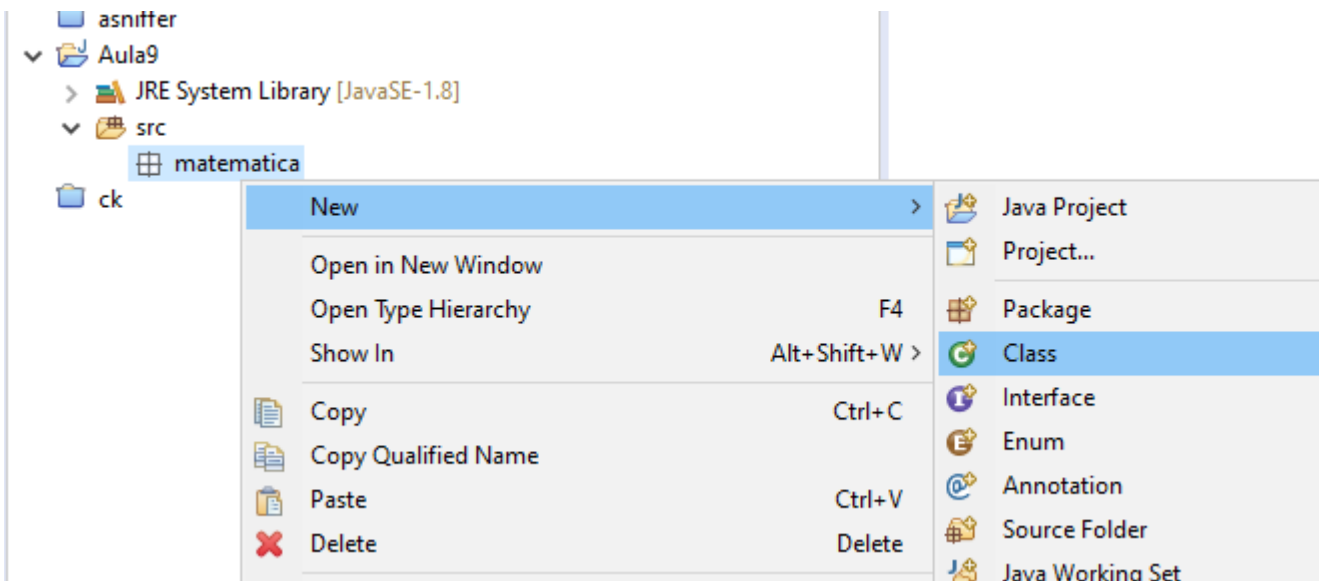 asniffer
Aula9
JRE System Library [JavaSE-1.8]
src
matematica
ck
New
Open in New Window
Open Type Hierarchy F4
Show In Alt+Shift+W
Copy Ctrl+C
Copy Qualified Name
Paste Ctrl+V
Delete Delete
Java Project
Project...
Package
Class
Interface
Enum
Annotation
Source Folder
Java Working Set